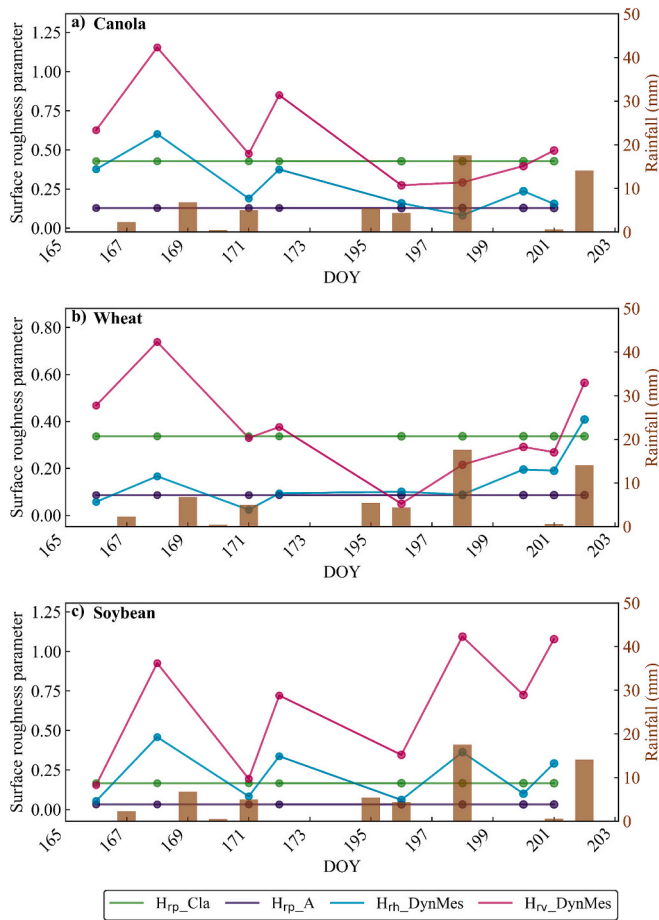 a) Canola
Surface roughness parameter
1.25
1.00
0.75
0.50
0.25
0.00
50
40
30
20
10
0
Rainfall (mm)
165 167 169 171 193 195 197 199 201 203
DOY
b) Wheat
Surface roughness parameter
0.80
0.60
0.40
0.20
0.00
50
40
30
20
10
0
Rainfall (mm)
165 167 169 171 193 195 197 199 201 203
DOY
c) Soybean
Surface roughness parameter
1.25
1.00
0.75
0.50
0.25
0.00
50
40
30
20
10
0
Rainfall (mm)
165 167 169 171 193 195 197 199 201 203
DOY
Hrp_Cla Hrp_A Hrh_DynMes Hrv_DynMes